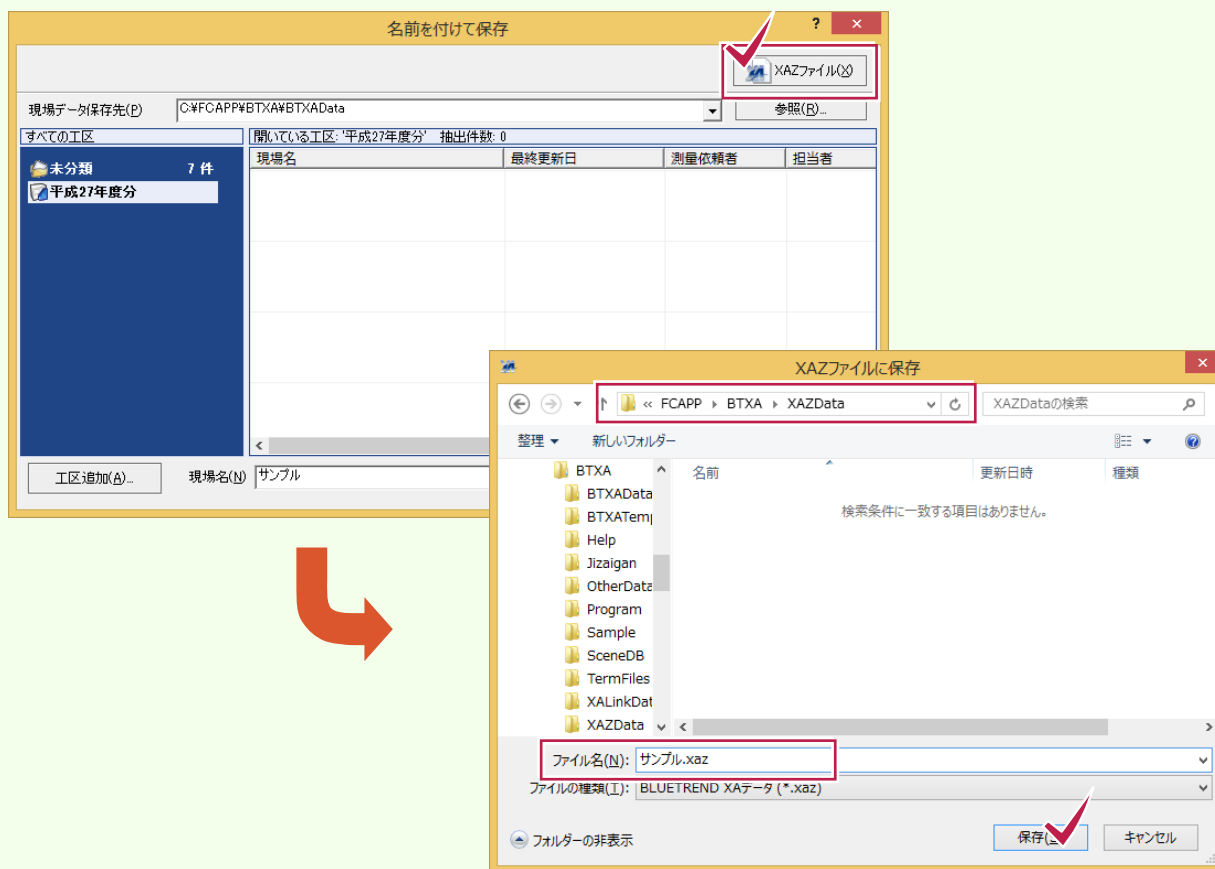 名前を付けて保存
?
XAZファイル(X)
現場データ保存先(P) C:¥FCAPP¥BTXA¥BTXAData 参照(R)...
すべての工区
開いている工区: '平成27年度分' 抽出件数: 0
現場名 最終更新日 測量依頼者 担当者
未分類 7 件
平成27年度分
工区追加(A)... 現場名(N) サンプル
XAZファイルに保存
« FCAPP ▸ BTXA ▸ XAZData
XAZDataの検索
整理 新しいフォルダー
名前 更新日時 種類
検索条件に一致する項目はありません。
BTXA
BTXAData
BTXATemp
Help
Jizaigan
OtherData
Program
Sample
SceneDB
TermFiles
XALinkDat
XAZData
ファイル名(N): サンプル.xaz
ファイルの種類(T): BLUETREND XAデータ (*.xaz)
フォルダーの非表示
保存( キャンセル